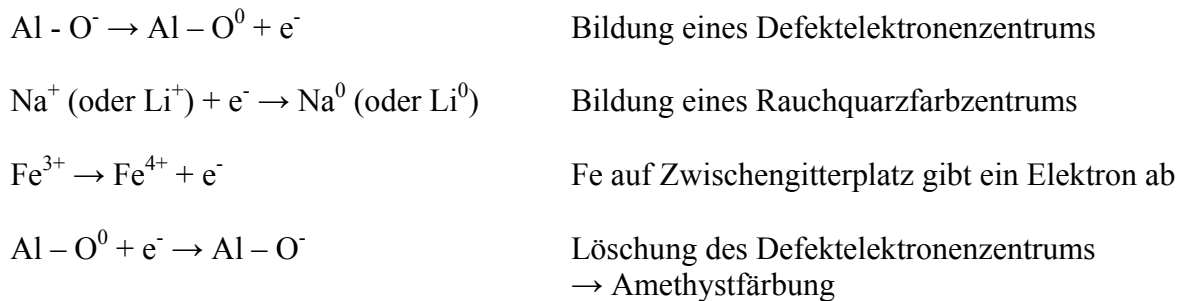 Al - O⁻ → Al – O⁰ + e⁻ Bildung eines Defektelektronenzentrums
Na⁺ (oder Li⁺) + e⁻ → Na⁰ (oder Li⁰) Bildung eines Rauchquarzfarbzentrums
Fe³⁺ → Fe⁴⁺ + e⁻ Fe auf Zwischengitterplatz gibt ein Elektron ab
Al – O⁰ + e⁻ → Al – O⁻ Löschung des Defektelektronenzentrums
→ Amethystfärbung